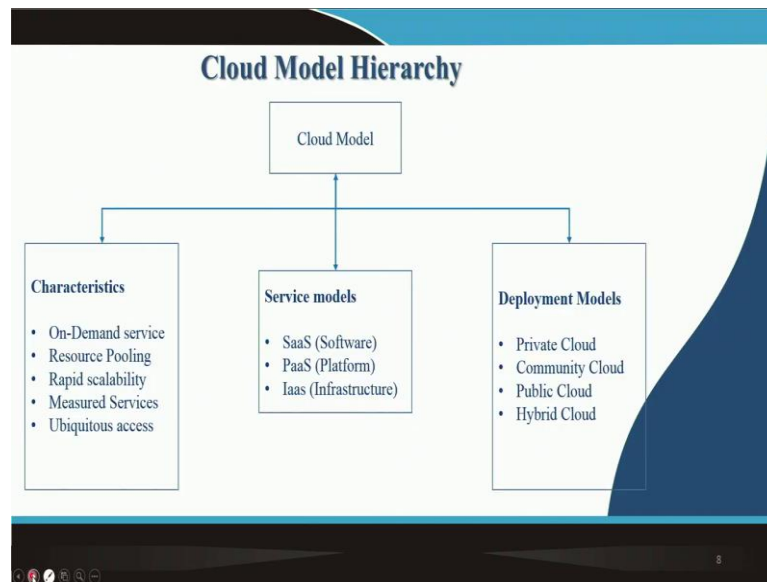 Cloud Model Hierarchy
Cloud Model
Characteristics
• On-Demand service
• Resource Pooling
• Rapid scalability
• Measured Services
• Ubiquitous access
Service models
• SaaS (Software)
• PaaS (Platform)
• Iaas (Infrastructure)
Deployment Models
• Private Cloud
• Community Cloud
• Public Cloud
• Hybrid Cloud
8